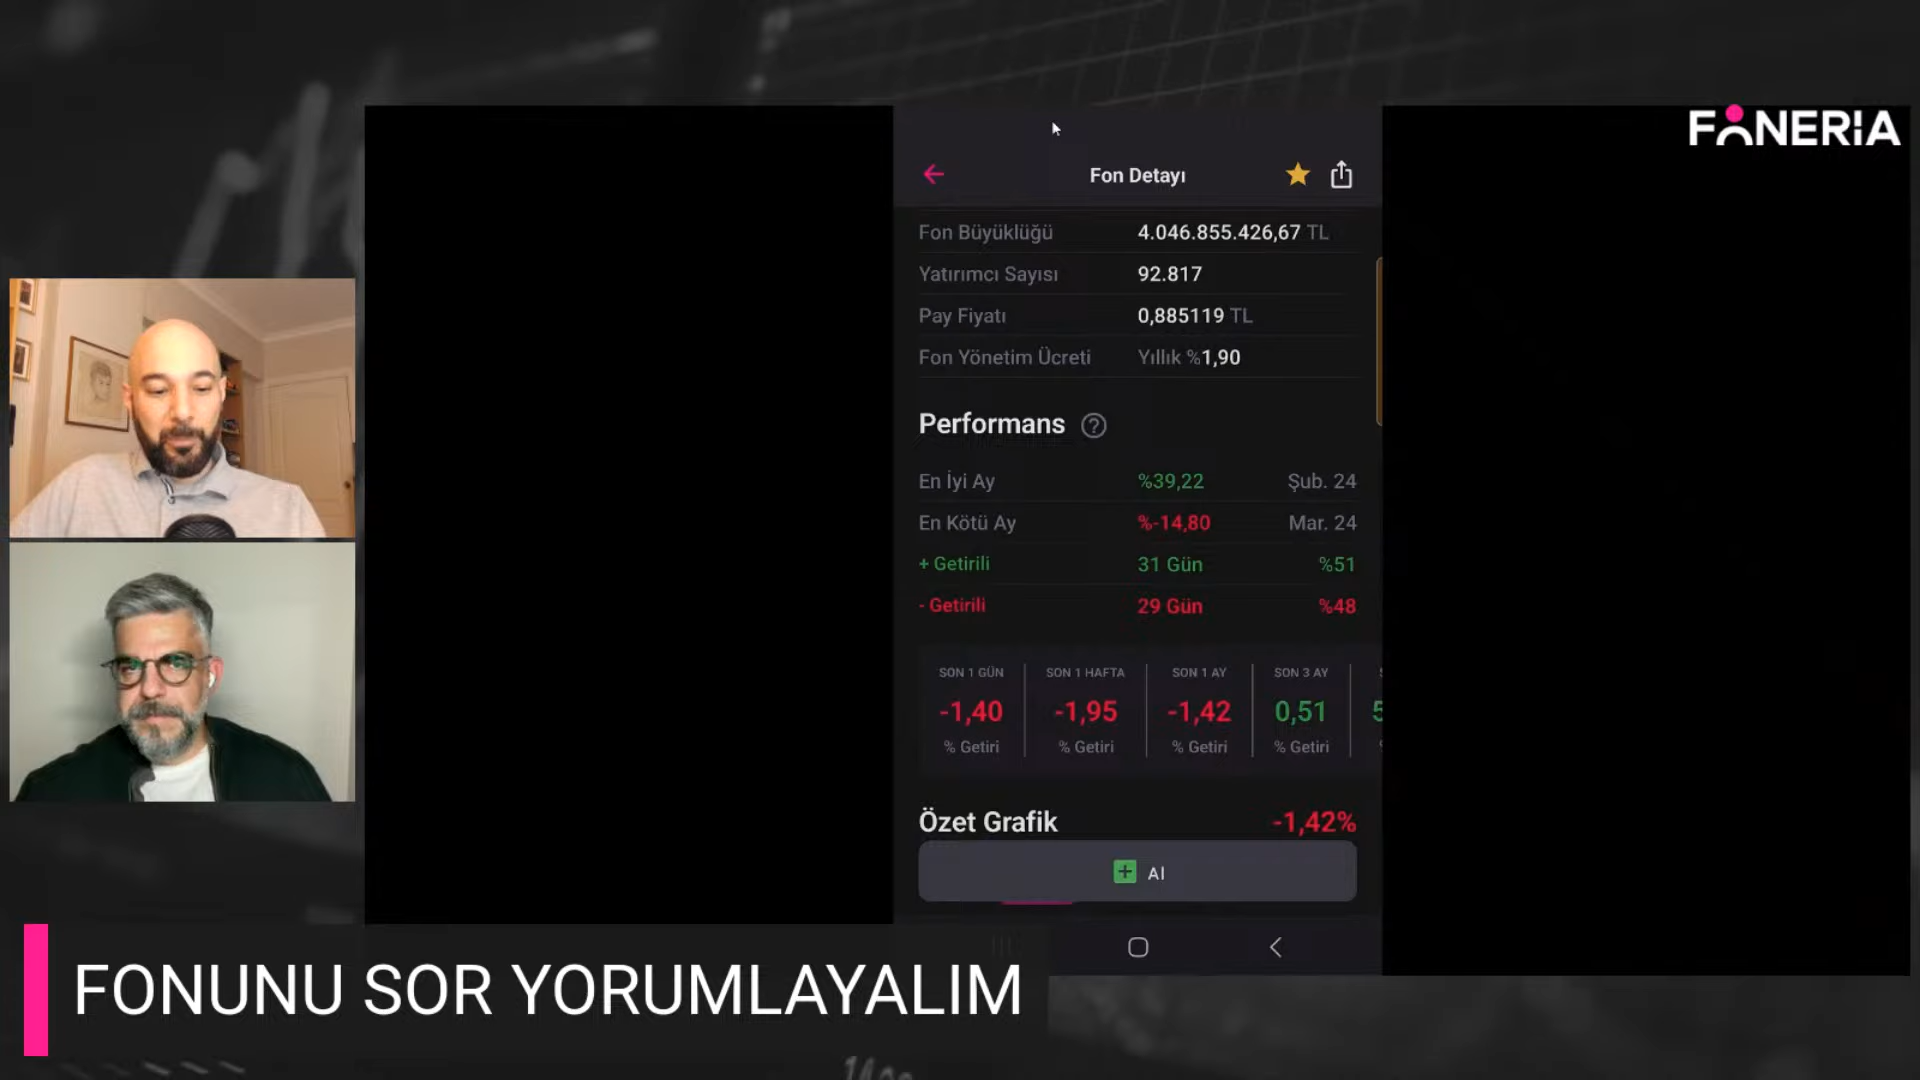 FONERIA
Fon Detayı
Fon Büyüklüğü 4.046.855.426,67 TL
Yatırımcı Sayısı 92.817
Pay Fiyatı 0,885119 TL
Fon Yönetim Ücreti Yıllık %1,90
Performans ?
En İyi Ay %39,22 Şub. 24
En Kötü Ay %-14,80 Mar. 24
+ Getirili 31 Gün %51
- Getirili 29 Gün %48
SON 1 GÜN SON 1 HAFTA SON 1 AY SON 3 AY
-1,40 -1,95 -1,42 0,51 5
% Getiri % Getiri % Getiri % Getiri
Özet Grafik -1,42%
Al
FONUNU SOR YORUMLAYALIM